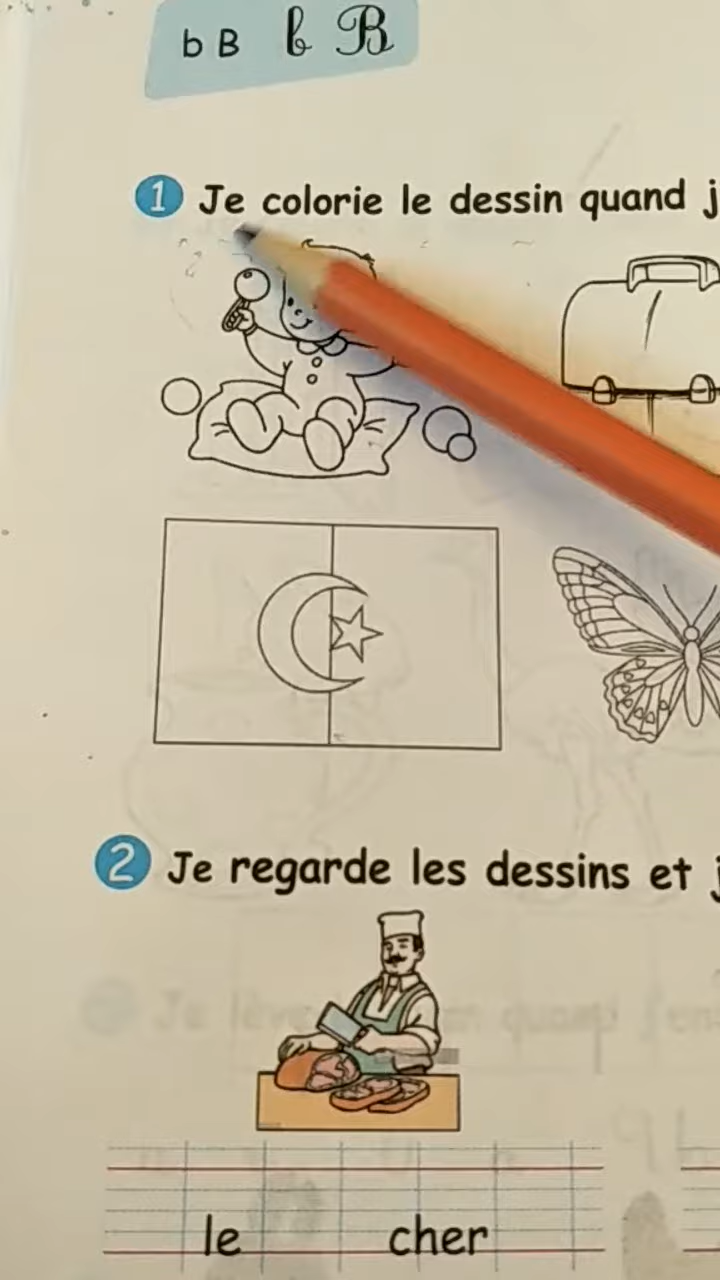 b B b B
1 Je colorie le dessin quand j
2 Je regarde les dessins et j
le cher